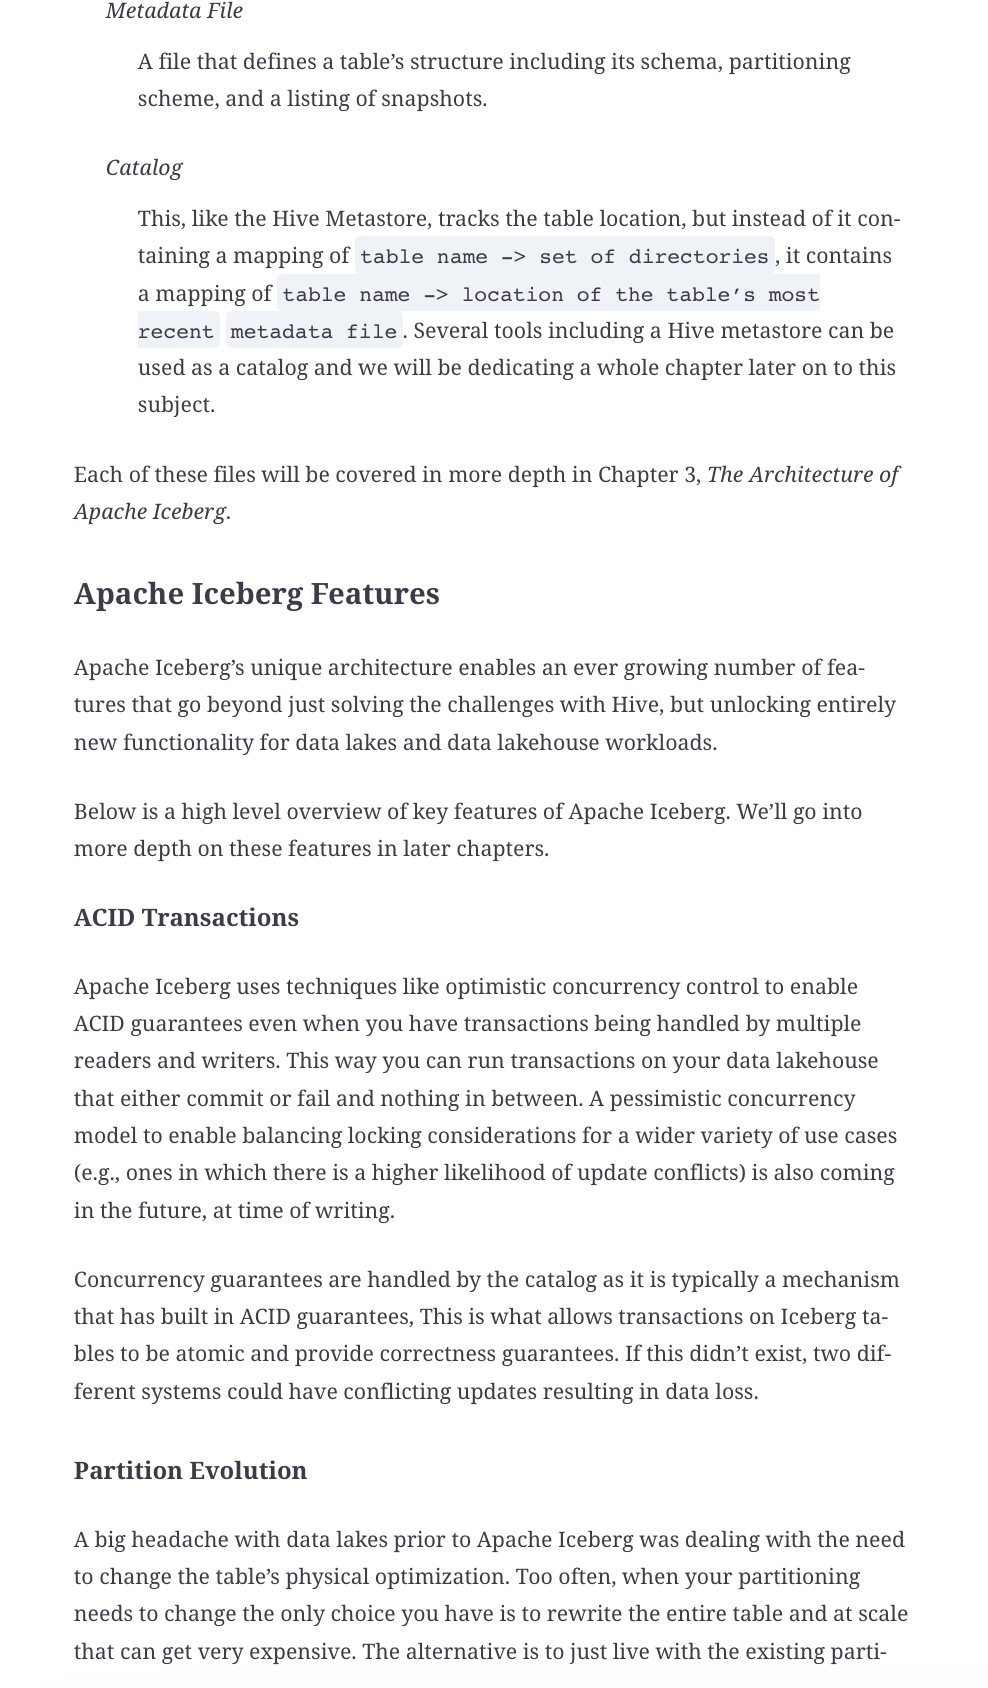 Metadata File
A file that defines a table’s structure including its schema, partitioning
scheme, and a listing of snapshots.
Catalog
This, like the Hive Metastore, tracks the table location, but instead of it con-
taining a mapping of table name -> set of directories, it contains
a mapping of table name -> location of the table’s most
recent metadata file. Several tools including a Hive metastore can be
used as a catalog and we will be dedicating a whole chapter later on to this
subject.
Each of these files will be covered in more depth in Chapter 3, The Architecture of
Apache Iceberg.
Apache Iceberg Features
Apache Iceberg’s unique architecture enables an ever growing number of fea-
tures that go beyond just solving the challenges with Hive, but unlocking entirely
new functionality for data lakes and data lakehouse workloads.
Below is a high level overview of key features of Apache Iceberg. We’ll go into
more depth on these features in later chapters.
ACID Transactions
Apache Iceberg uses techniques like optimistic concurrency control to enable
ACID guarantees even when you have transactions being handled by multiple
readers and writers. This way you can run transactions on your data lakehouse
that either commit or fail and nothing in between. A pessimistic concurrency
model to enable balancing locking considerations for a wider variety of use cases
(e.g., ones in which there is a higher likelihood of update conflicts) is also coming
in the future, at time of writing.
Concurrency guarantees are handled by the catalog as it is typically a mechanism
that has built in ACID guarantees, This is what allows transactions on Iceberg ta-
bles to be atomic and provide correctness guarantees. If this didn’t exist, two dif-
ferent systems could have conflicting updates resulting in data loss.
Partition Evolution
A big headache with data lakes prior to Apache Iceberg was dealing with the need
to change the table’s physical optimization. Too often, when your partitioning
needs to change the only choice you have is to rewrite the entire table and at scale
that can get very expensive. The alternative is to just live with the existing parti-